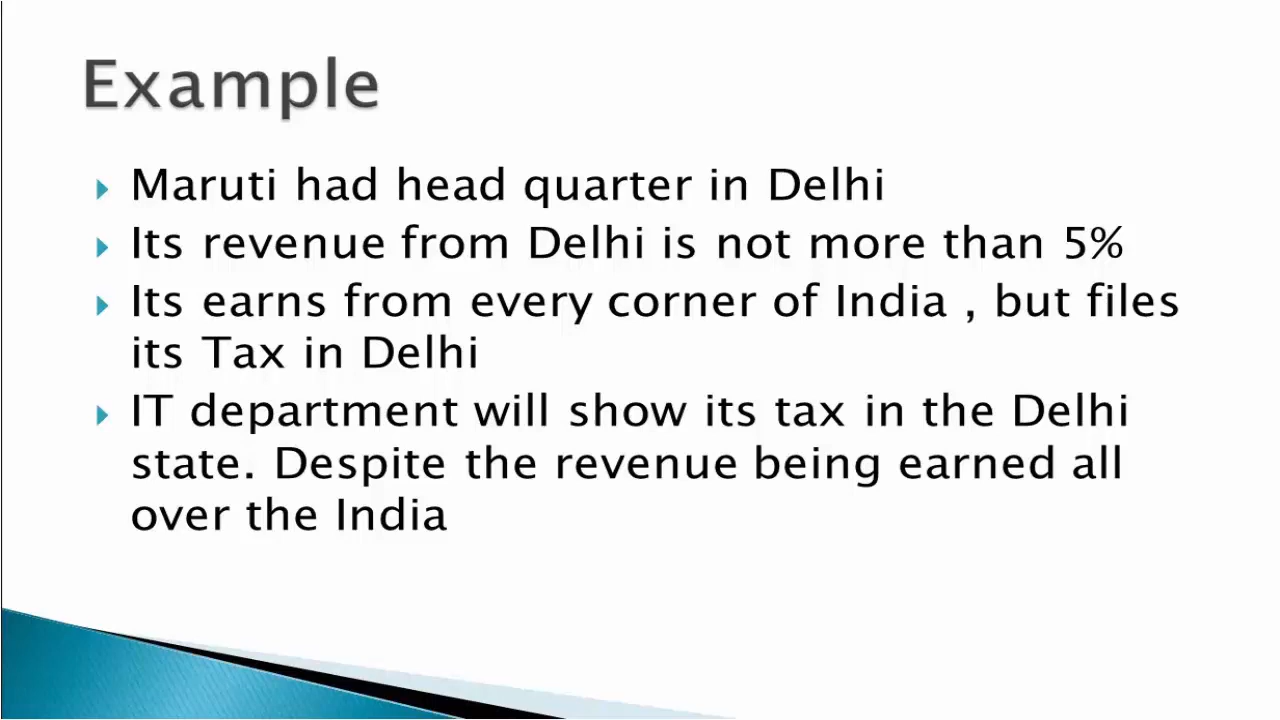 Example
Maruti had head quarter in Delhi
Its revenue from Delhi is not more than 5%
Its earns from every corner of India , but files
its Tax in Delhi
IT department will show its tax in the Delhi
state. Despite the revenue being earned all
over the India